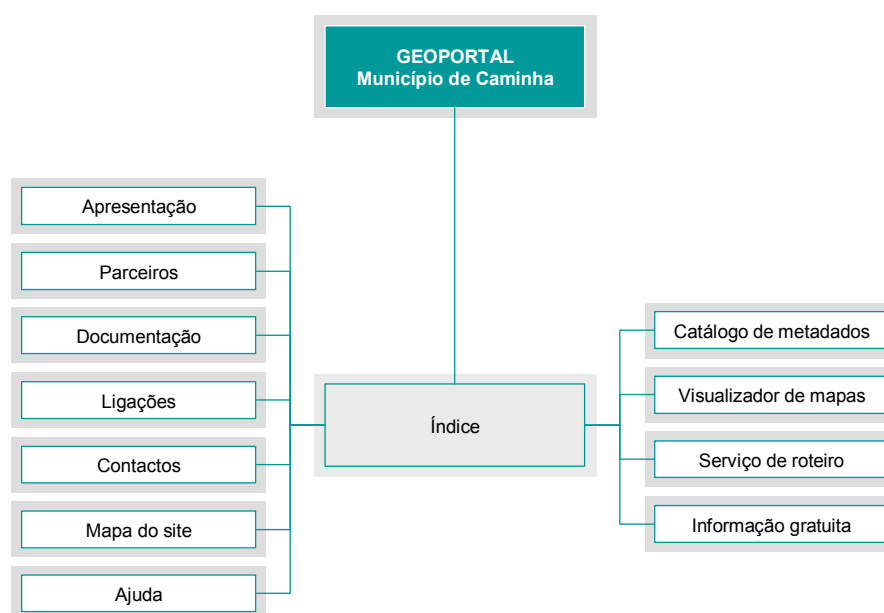 GEOPORTAL
Município de Caminha
Apresentação
Parceiros
Documentação
Ligações
Contactos
Mapa do site
Ajuda
Índice
Catálogo de metadados
Visualizador de mapas
Serviço de roteiro
Informação gratuita